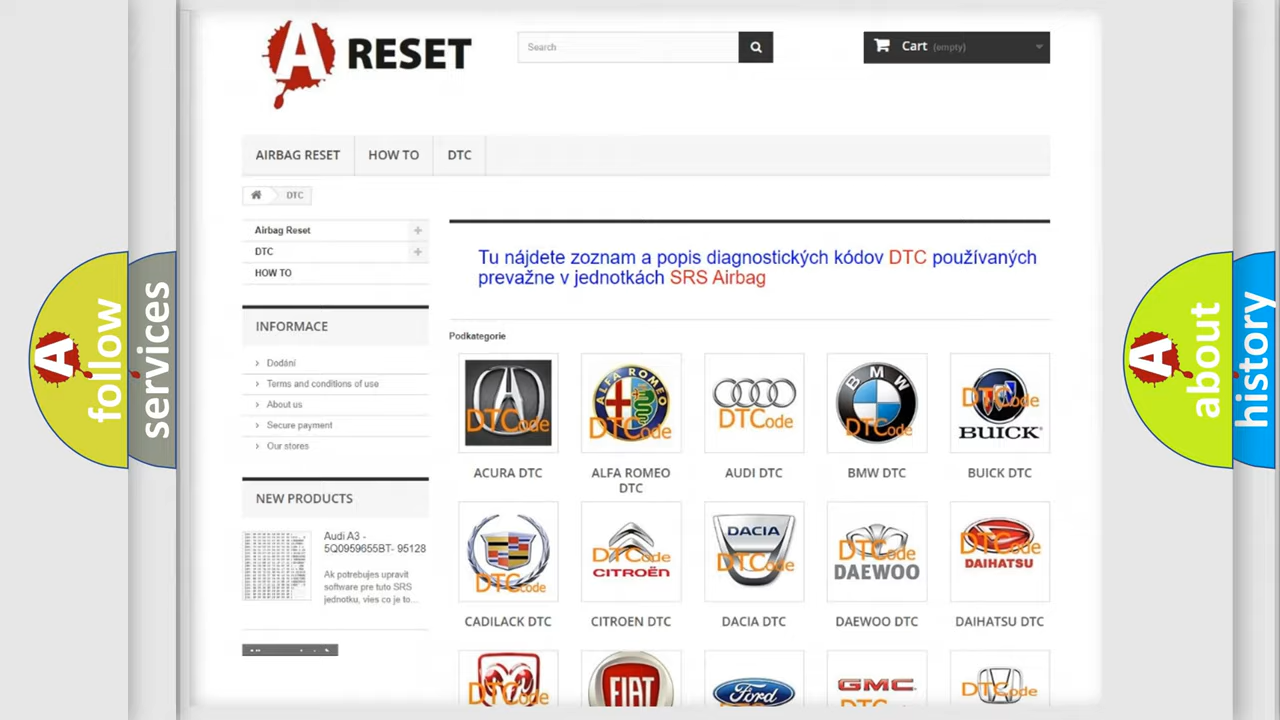 A RESET
Search
Cart (empty)
AIRBAG RESET
HOW TO
DTC
DTC
Airbag Reset
DTC
HOW TO
Tu nájdete zoznam a popis diagnostických kódov DTC používaných
prevažne v jednotkách SRS Airbag
INFORMACE
Dodání
Terms and conditions of use
About us
Secure payment
Our stores
NEW PRODUCTS
Audi A3 -
5Q0959655BT- 95128
Ak potrebujes upravit
software pre tuto SRS
jednotku, vies co je to...
Podkategorie
DTCode
ALFA ROMEO
DTCode
DTCode
BMW
DTCode
DTCode
BUICK
ACURA DTC
ALFA ROMEO
DTC
AUDI DTC
BMW DTC
BUICK DTC
DTCode
DTCode
CITROËN
DACIA
DTCode
DTCode
DAEWOO
DTCode
DAIHATSU
CADILACK DTC
CITROEN DTC
DACIA DTC
DAEWOO DTC
DAIHATSU DTC
DTCode
FIAT
Ford
GMC
DTCode
A follow
services
A about
history